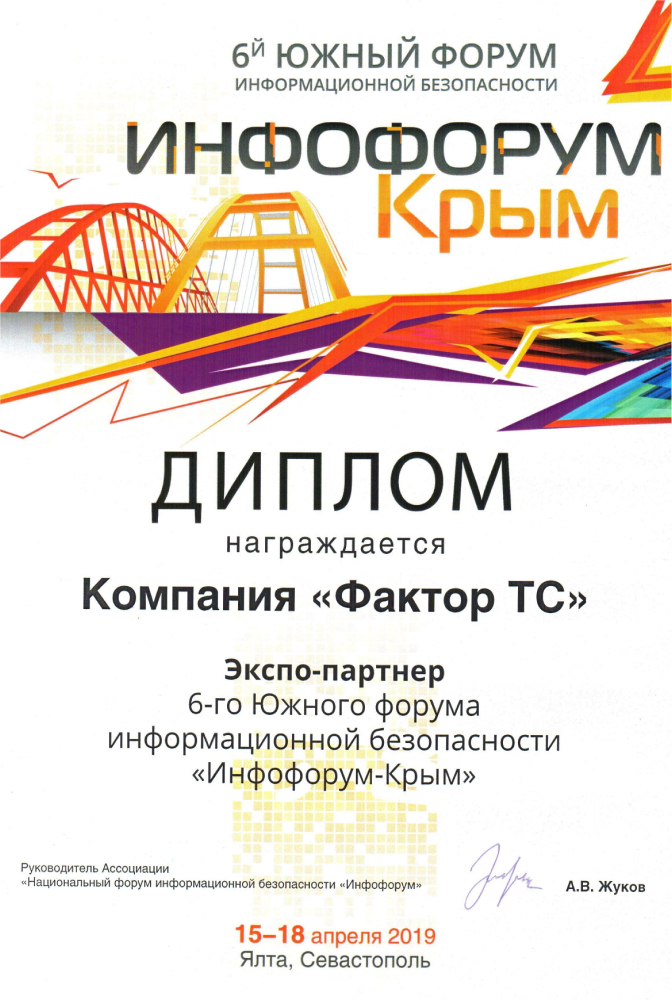 6й ЮЖНЫЙ ФОРУМ
ИНФОРМАЦИОННОЙ БЕЗОПАСНОСТИ
ИНФОФОРУМ
Крым
ДИПЛОМ
награждается
Компания «Фактор ТС»
Экспо-партнер
6-го Южного форума
информационной безопасности
«Инфофорум-Крым»
Руководитель Ассоциации
«Национальный форум информационной безопасности «Инфофорум»
А.В. Жуков
15–18 апреля 2019
Ялта, Севастополь